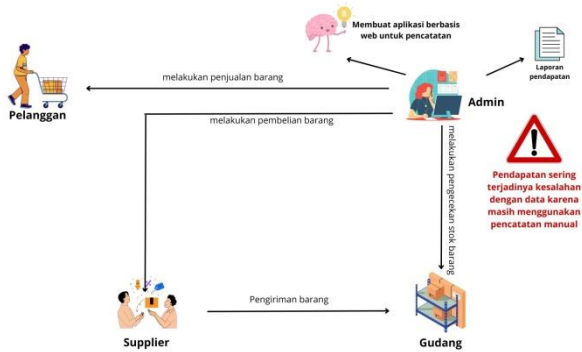 Membuat aplikasi berbasis
web untuk pencatatan
Laporan
pendapatan
melakukan penjualan barang
Pelanggan
Admin
melakukan pembelian barang
melakukan pengecekan stok barang
Pendapatan sering
terjadinya kesalahan
dengan data karena
masih menggunakan
pencatatan manual
Pengiriman barang
Supplier
Gudang